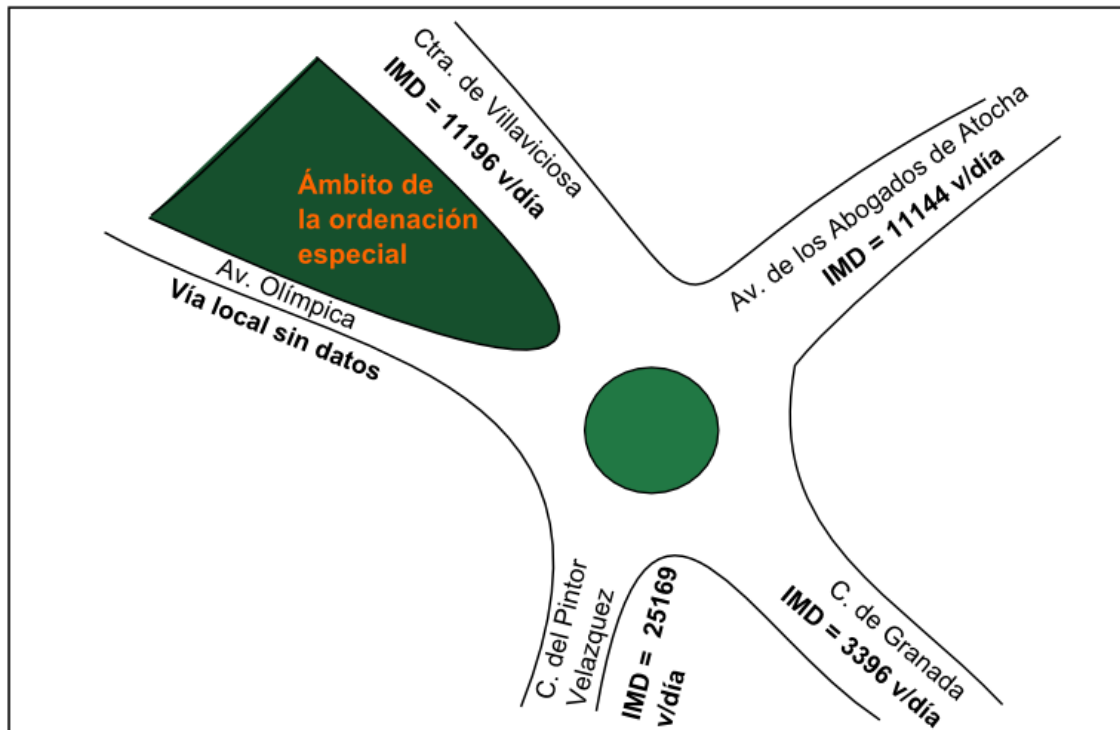 Ctra. de Villaviciosa
IMD = 11196 v/día
Av. de los Abogados de Atocha
IMD = 11144 v/día
Ámbito de
la ordenación
especial
Av. Olímpica
Vía local sin datos
C. del Pintor
Velazquez
IMD = 25169
v/día
C. de Granada
IMD = 3396 v/día